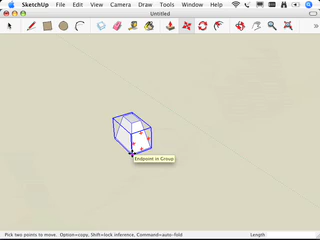 SketchUp File Edit View Camera Draw Tools Window Help
Untitled
Endpoint in Group
Pick two points to move. Option=copy, Shift=lock inference, Command=auto-fold Length